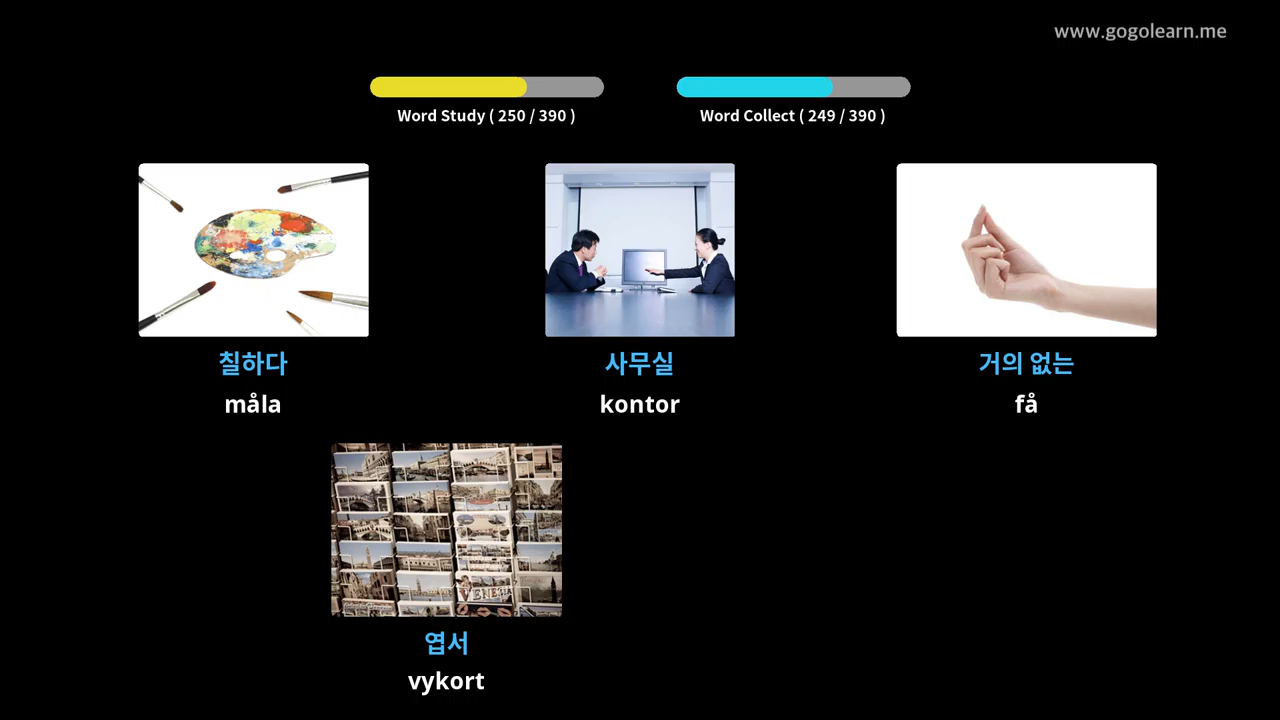 www.gogolearn.me
Word Study ( 250 / 390 )
Word Collect ( 249 / 390 )
칠하다
사무실
거의 없는
måla
kontor
få
엽서
vykort